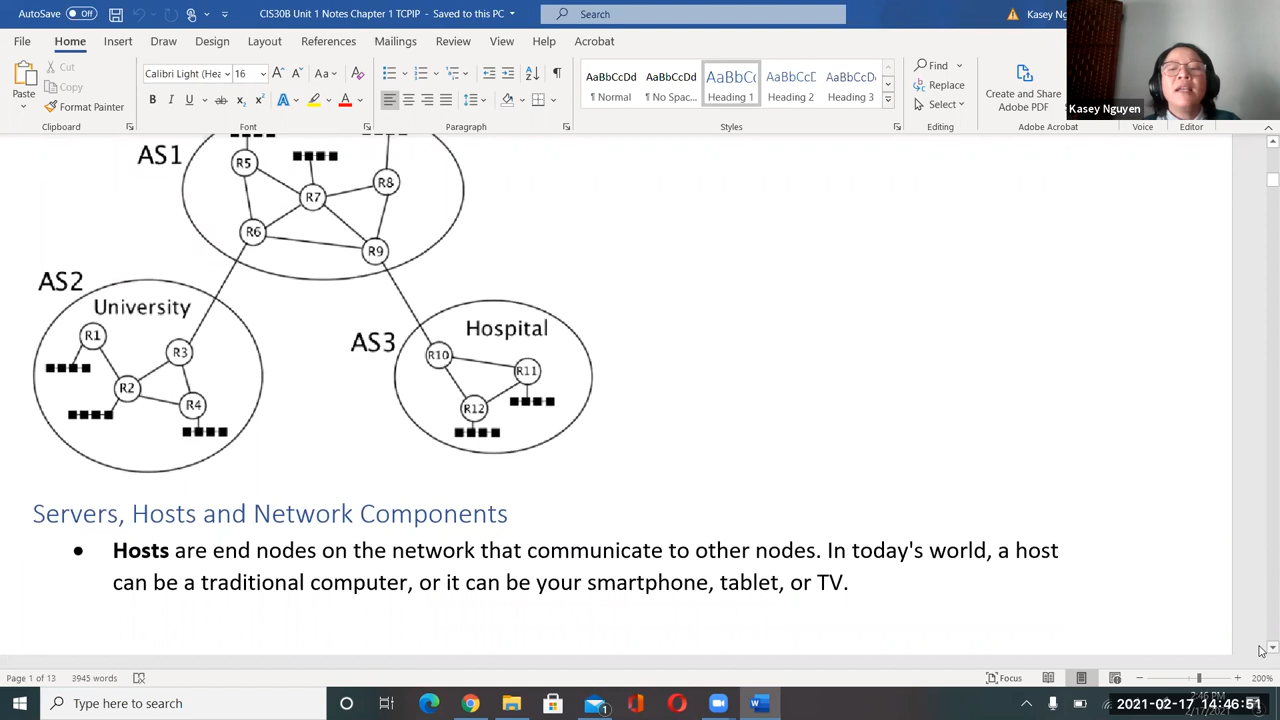 AutoSave Off CIS30B Unit 1 Notes Chapter 1 TCPIP - Saved to this PC Search Kasey Ng
File Home Insert Draw Design Layout References Mailings Review View Help Acrobat
Paste Cut Copy Format Painter
Calibri Light (Hea 16
AaBbCcDd AaBbCcDd AaBbC AaBbCcD AaBbCcD
¶ Normal ¶ No Spac... Heading 1 Heading 2 Heading 3
Find Replace Select
Create and Share Adobe PDF
Kasey Nguyen
Clipboard Font Paragraph Styles Editing Adobe Acrobat Voice Editor
AS1
R5
R7
R8
R6
R9
AS2
University
R1
R3
R2
R4
AS3
Hospital
R10
R11
R12
Servers, Hosts and Network Components
• Hosts are end nodes on the network that communicate to other nodes. In today's world, a host
can be a traditional computer, or it can be your smartphone, tablet, or TV.
Page 1 of 13 3945 words Focus 200%
Type here to search
2021-02-17 14:46:51